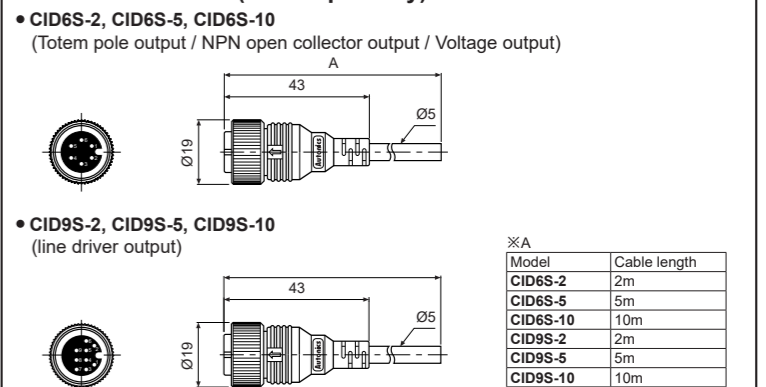 • CID6S-2, CID6S-5, CID6S-10
(Totem pole output / NPN open collector output / Voltage output)
A
43
Ø5
Ø19
Autonics
• CID9S-2, CID9S-5, CID9S-10
(line driver output)
43
Ø5
Ø19
Autonics
※A
Model Cable length
CID6S-2 2m
CID6S-5 5m
CID6S-10 10m
CID9S-2 2m
CID9S-5 5m
CID9S-10 10m